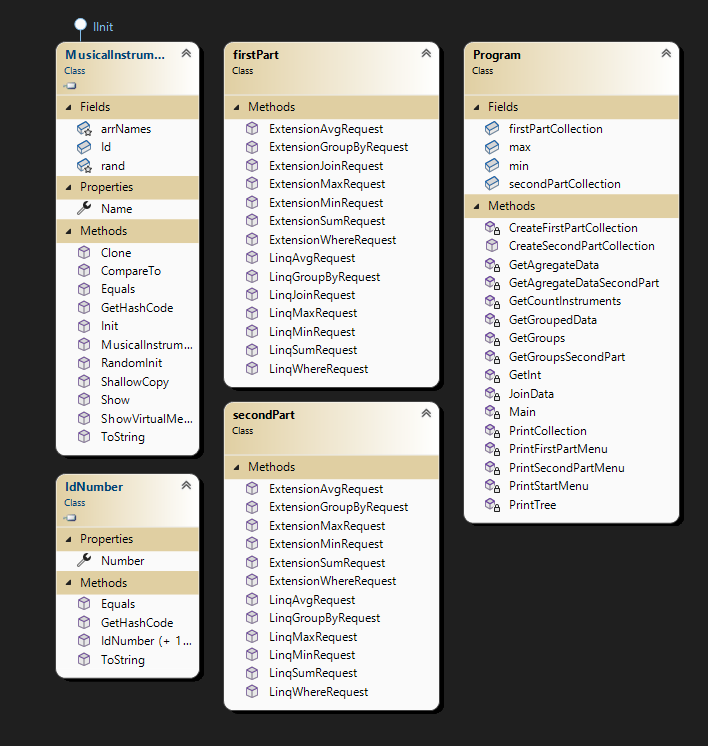 IInit
MusicalInstrum...
Class
Fields
arrNames
Id
rand
Properties
Name
Methods
Clone
CompareTo
Equals
GetHashCode
Init
MusicalInstrum...
RandomInit
ShallowCopy
Show
ShowVirtualMe...
ToString
IdNumber
Class
Properties
Number
Methods
Equals
GetHashCode
IdNumber (+ 1...
ToString
firstPart
Class
Methods
ExtensionAvgRequest
ExtensionGroupByRequest
ExtensionJoinRequest
ExtensionMaxRequest
ExtensionMinRequest
ExtensionSumRequest
ExtensionWhereRequest
LinqAvgRequest
LinqGroupByRequest
LinqJoinRequest
LinqMaxRequest
LinqMinRequest
LinqSumRequest
LinqWhereRequest
secondPart
Class
Methods
ExtensionAvgRequest
ExtensionGroupByRequest
ExtensionMaxRequest
ExtensionMinRequest
ExtensionSumRequest
ExtensionWhereRequest
LinqAvgRequest
LinqGroupByRequest
LinqMaxRequest
LinqMinRequest
LinqSumRequest
LinqWhereRequest
Program
Class
Fields
firstPartCollection
max
min
secondPartCollection
Methods
CreateFirstPartCollection
CreateSecondPartCollection
GetAgregateData
GetAgregateDataSecondPart
GetCountInstruments
GetGroupedData
GetGroups
GetGroupsSecondPart
GetInt
JoinData
Main
PrintCollection
PrintFirstPartMenu
PrintSecondPartMenu
PrintStartMenu
PrintTree